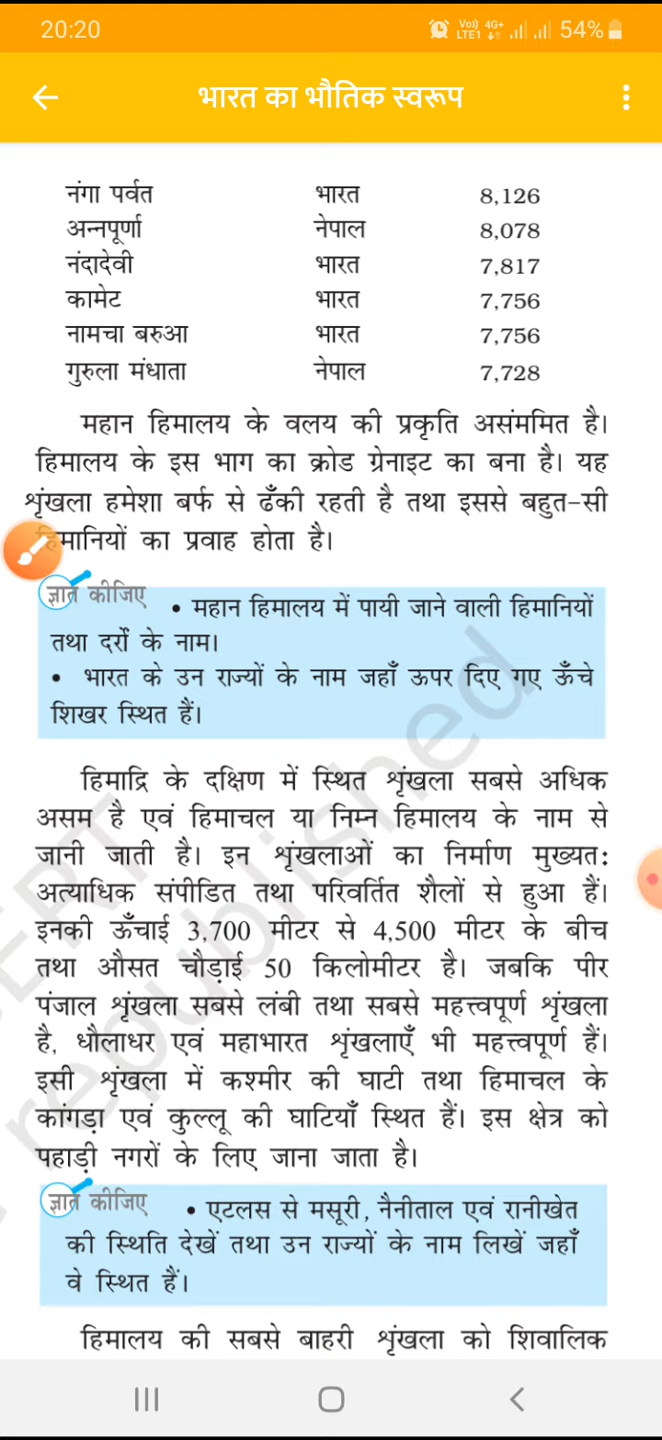 20:20 Voo) LTE1 4G+ 54%
भारत का भौतिक स्वरूप
नंगा पर्वत भारत 8,126
अन्नपूर्णा नेपाल 8,078
नंदादेवी भारत 7,817
कामेट भारत 7,756
नामचा बरुआ भारत 7,756
गुरुला मंधाता नेपाल 7,728
महान हिमालय के वलय की प्रकृति असंममित है।
हिमालय के इस भाग का क्रोड ग्रेनाइट का बना है। यह
शृंखला हमेशा बर्फ से ढँकी रहती है तथा इससे बहुत-सी
हिमानियों का प्रवाह होता है।
ज्ञात कीजिए • महान हिमालय में पायी जाने वाली हिमानियों
तथा दर्रों के नाम।
• भारत के उन राज्यों के नाम जहाँ ऊपर दिए गए ऊँचे
शिखर स्थित हैं।
हिमाद्रि के दक्षिण में स्थित शृंखला सबसे अधिक
असम है एवं हिमाचल या निम्न हिमालय के नाम से
जानी जाती है। इन शृंखलाओं का निर्माण मुख्यत:
अत्याधिक संपीडित तथा परिवर्तित शैलों से हुआ हैं।
इनकी ऊँचाई 3,700 मीटर से 4,500 मीटर के बीच
तथा औसत चौड़ाई 50 किलोमीटर है। जबकि पीर
पंजाल शृंखला सबसे लंबी तथा सबसे महत्त्वपूर्ण शृंखला
है, धौलाधर एवं महाभारत शृंखलाएँ भी महत्त्वपूर्ण हैं।
इसी शृंखला में कश्मीर की घाटी तथा हिमाचल के
कांगड़ा एवं कुल्लू की घाटियाँ स्थित हैं। इस क्षेत्र को
पहाड़ी नगरों के लिए जाना जाता है।
ज्ञात कीजिए • एटलस से मसूरी, नैनीताल एवं रानीखेत
की स्थिति देखें तथा उन राज्यों के नाम लिखें जहाँ
वे स्थित हैं।
हिमालय की सबसे बाहरी शृंखला को शिवालिक